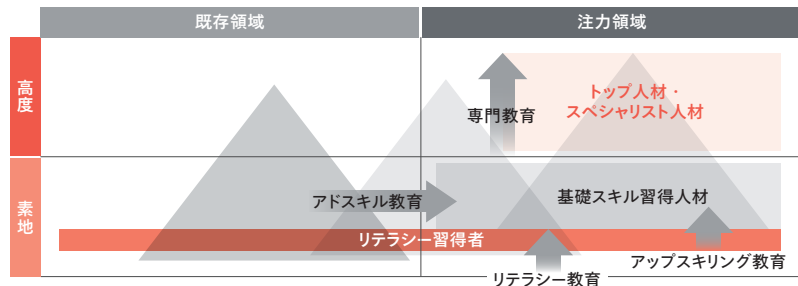 既存領域
注力領域
高度
トップ人材・
スペシャリスト人材
専門教育
素地
アドスキル教育
基礎スキル習得人材
リテラシー習得者
アップスキリング教育
リテラシー教育